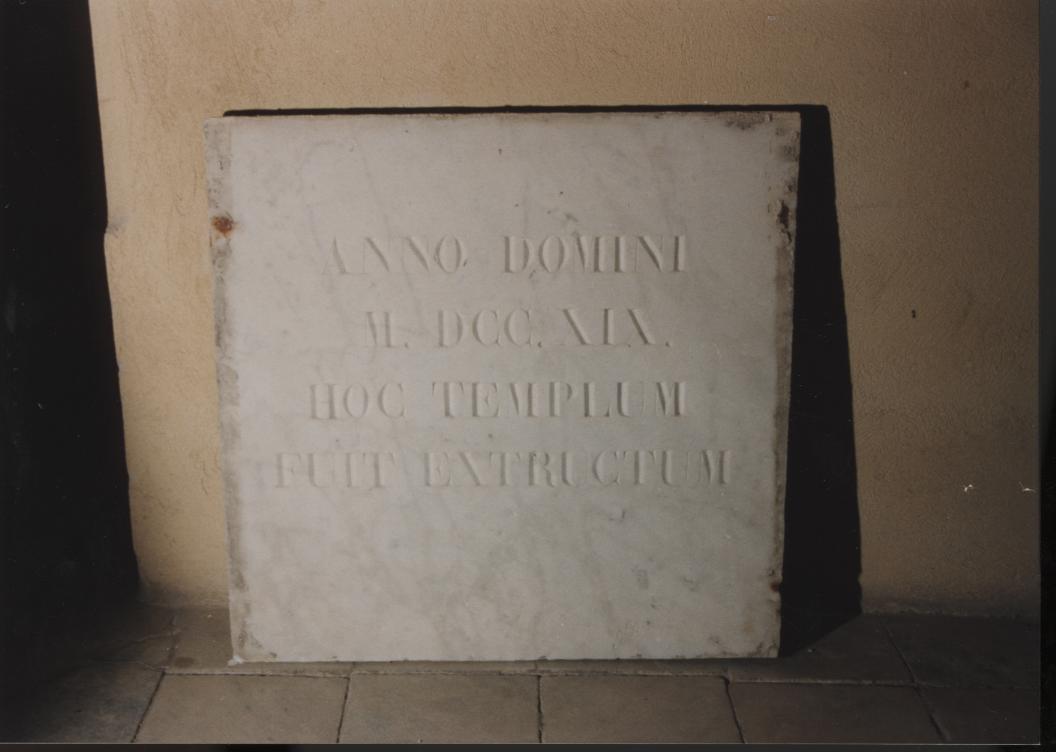 ANNO DOMINI
M. DCC. XIX.
HOC TEMPLUM
FUIT EXTRUCTUM